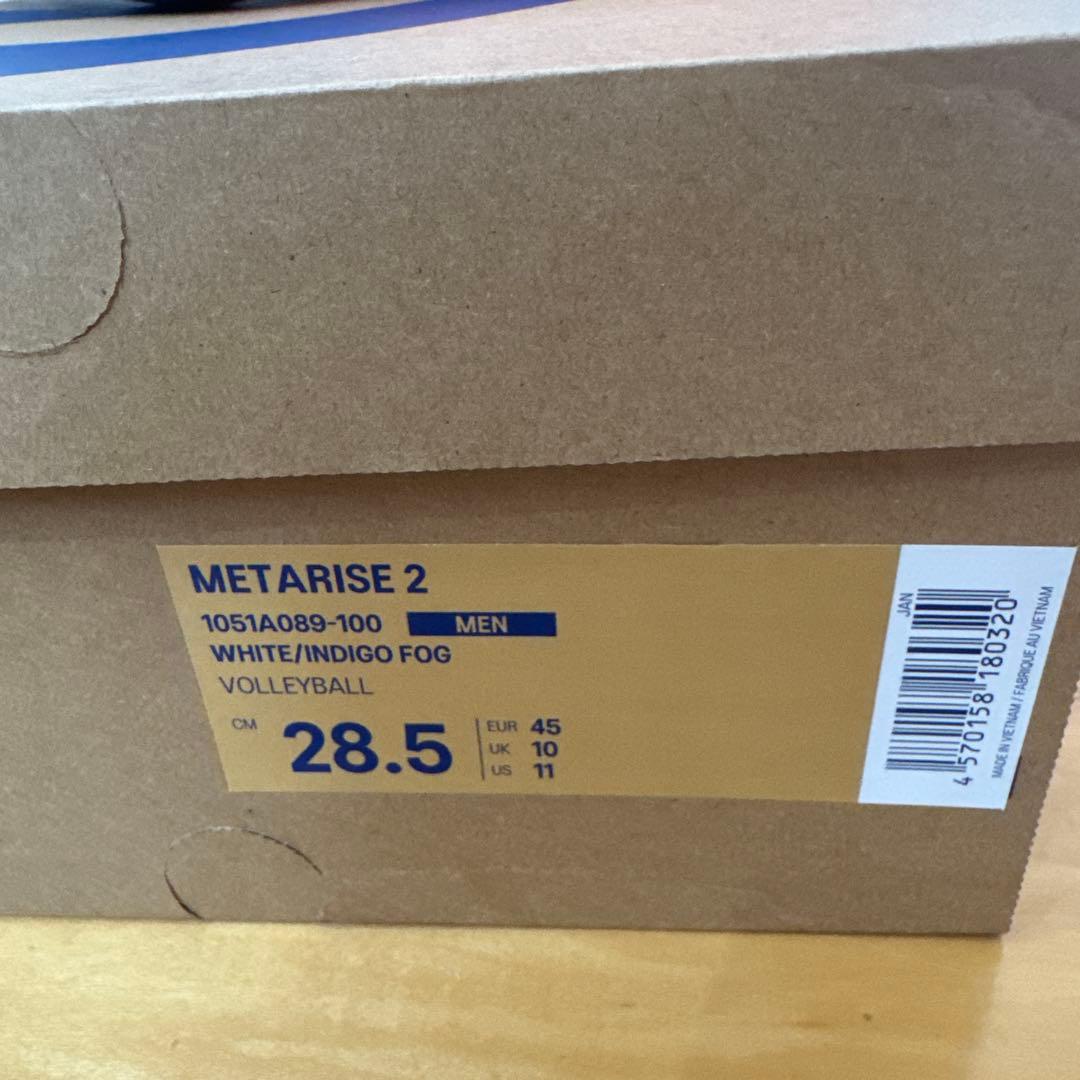 METARISE 2
1051A089-100 MEN
WHITE/INDIGO FOG
VOLLEYBALL
CM 28.5
EUR 45
UK 10
US 11
JAN
4 570158 180320
MADE IN VIETNAM / FABRIQUE AU VIETNAM